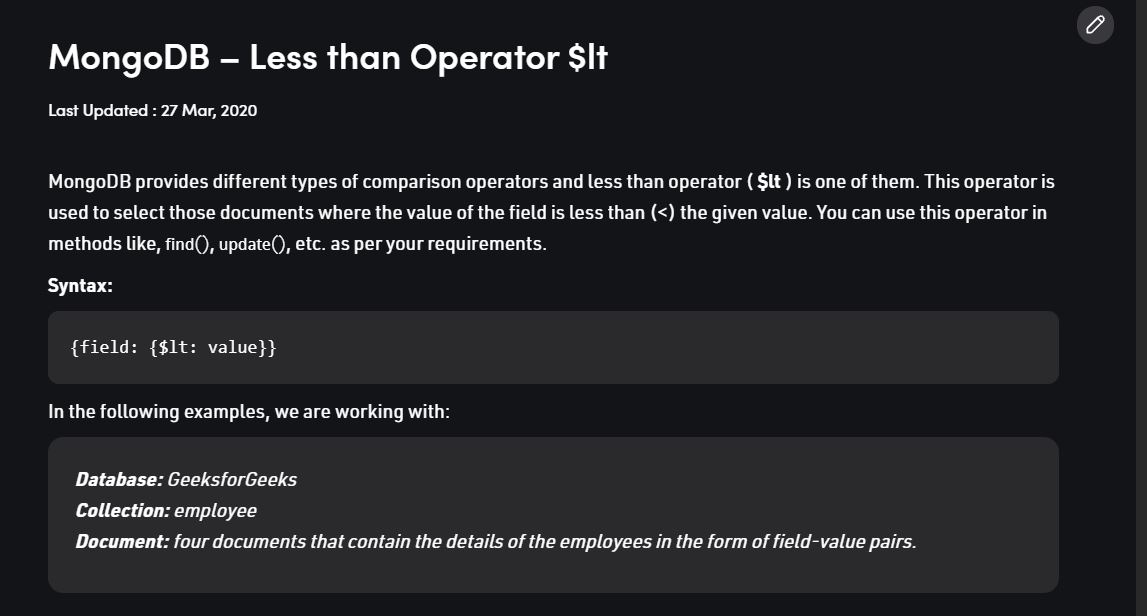 MongoDB – Less than Operator $lt
Last Updated : 27 Mar, 2020
MongoDB provides different types of comparison operators and less than operator ( $lt ) is one of them. This operator is
used to select those documents where the value of the field is less than (<) the given value. You can use this operator in
methods like, find(), update(), etc. as per your requirements.
Syntax:
{field: {$lt: value}}
In the following examples, we are working with:
Database: GeeksforGeeks
Collection: employee
Document: four documents that contain the details of the employees in the form of field-value pairs.